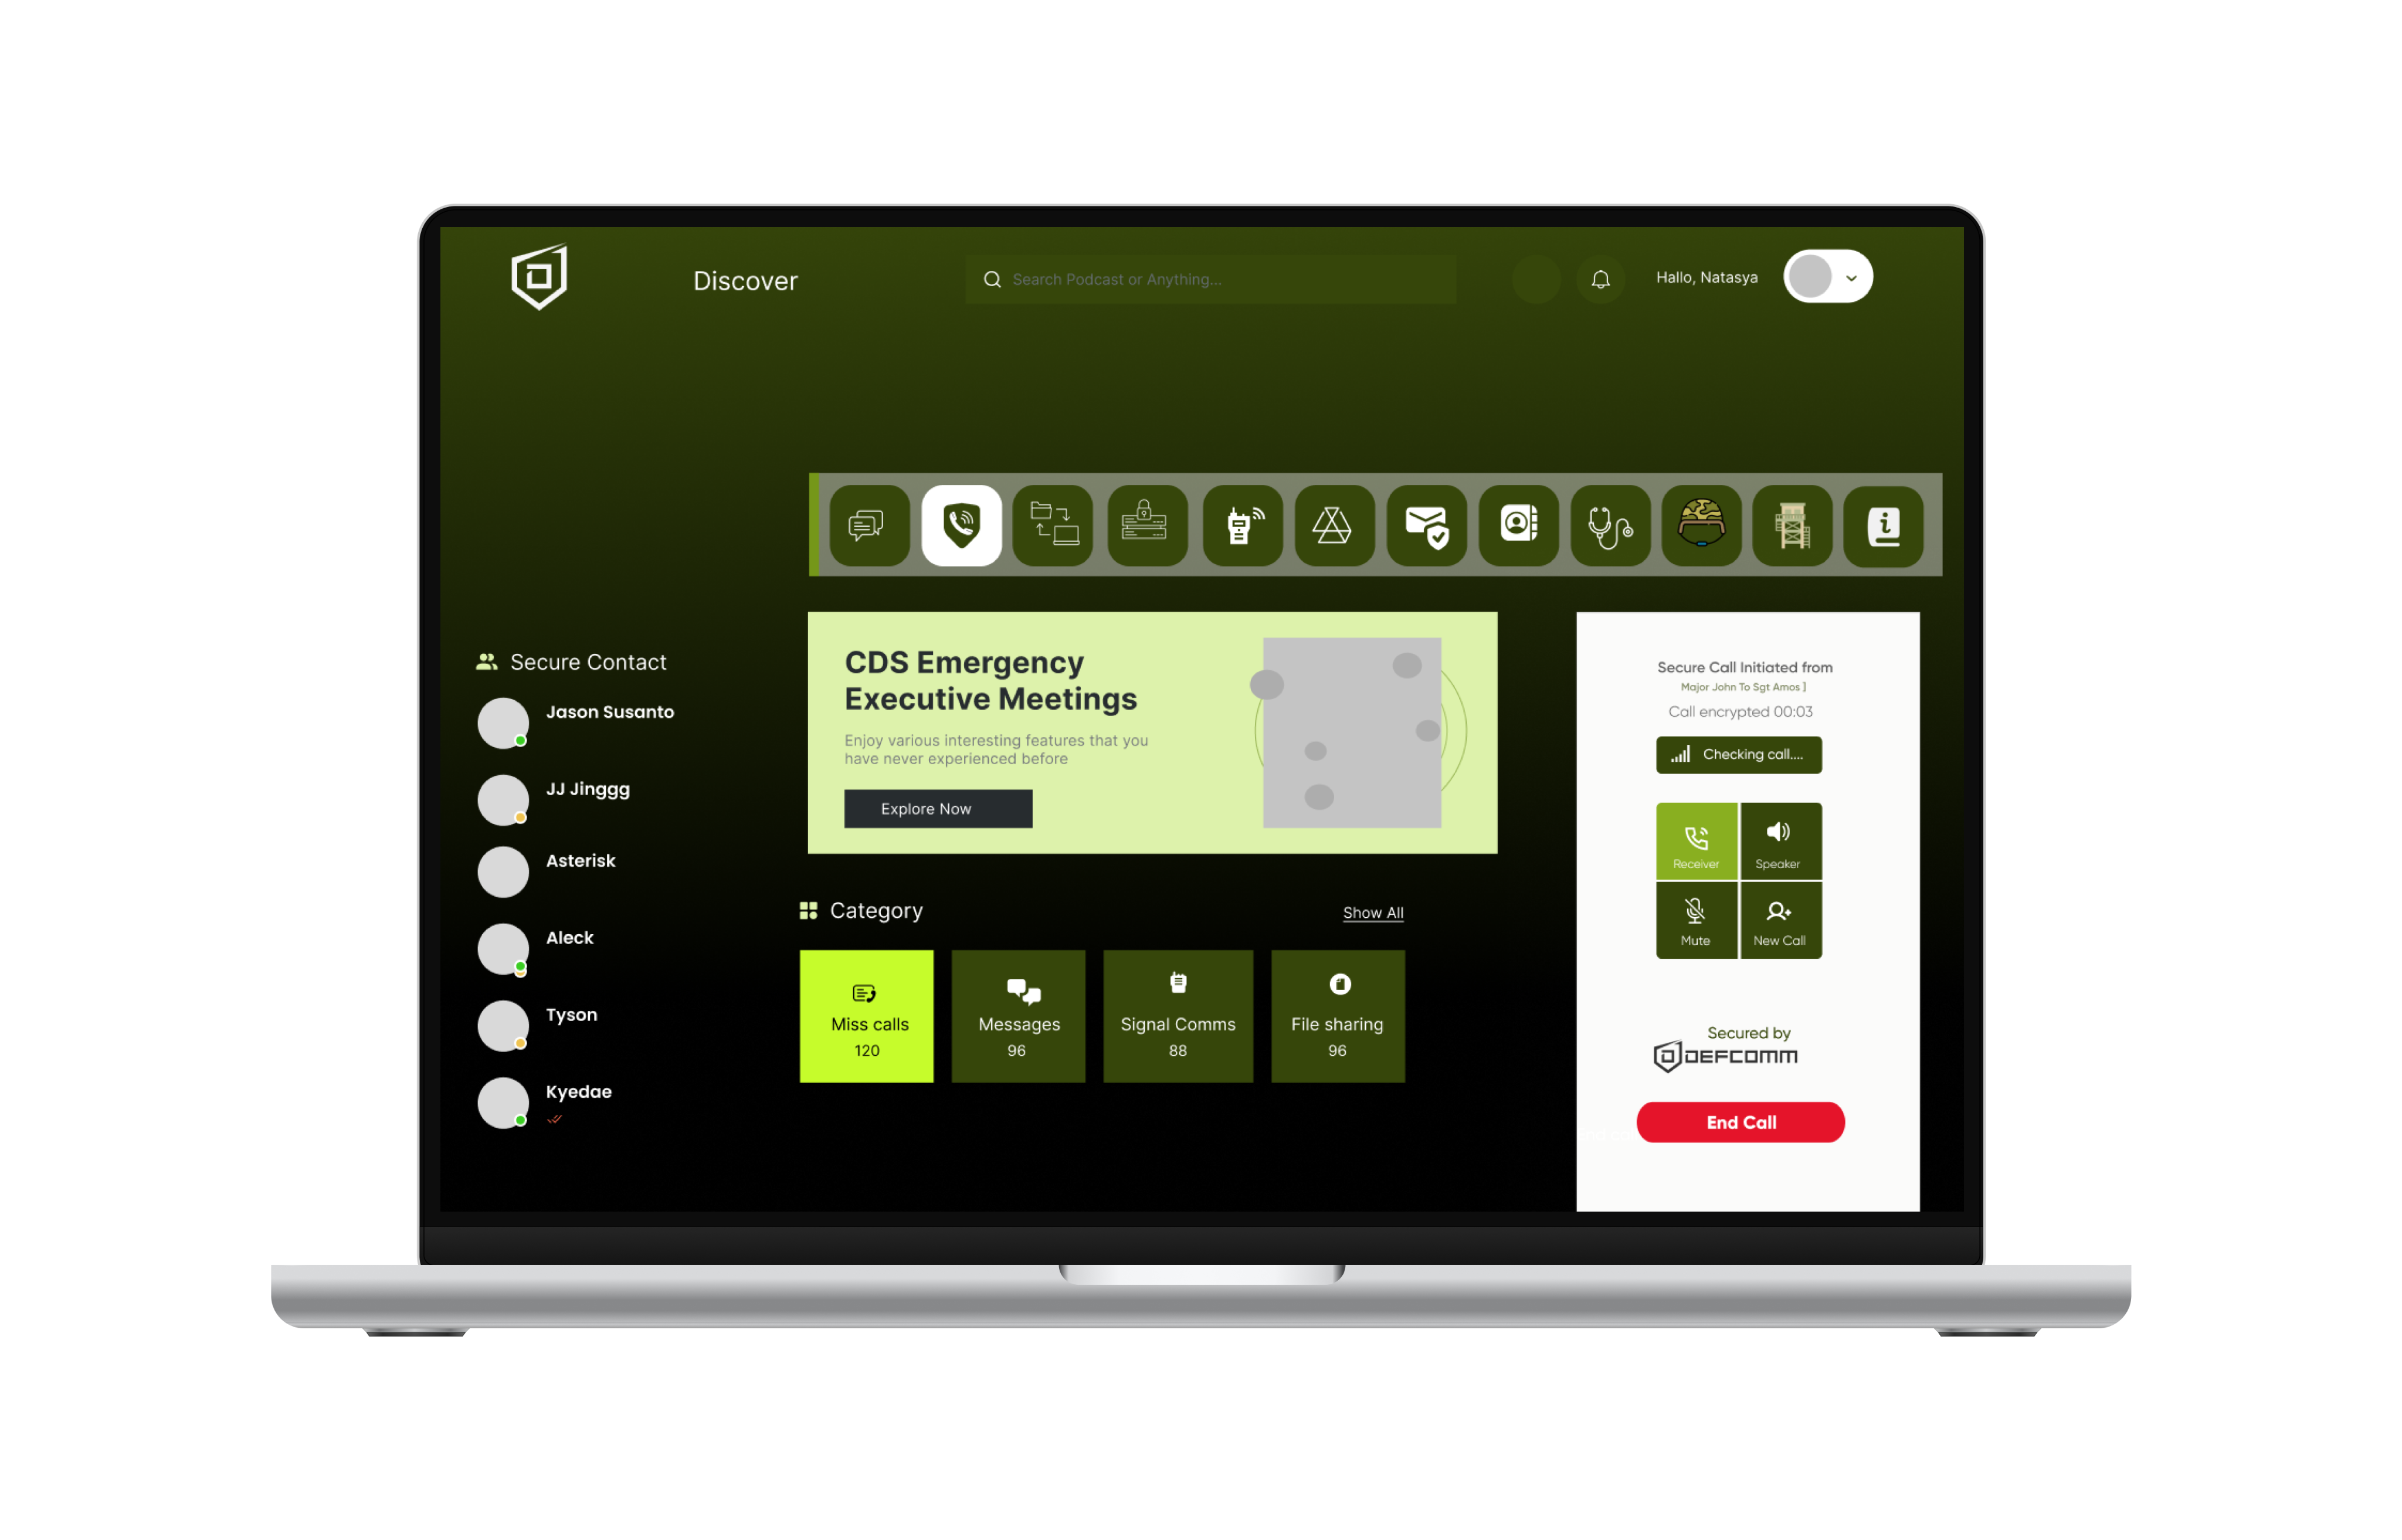 Discover
Search Podcast or Anything...
Hallo, Natasya
Secure Contact
Jason Susanto
JJ Jinggg
Asterisk
Aleck
Tyson
Kyedae
CDS Emergency
Executive Meetings
Enjoy various interesting features that you
have never experienced before
Explore Now
Category
Show All
Miss calls
120
Messages
96
Signal Comms
88
File sharing
96
Secure Call Initiated from
Major John To Sgt Amos ]
Call encrypted 00:03
Checking call....
Receiver
Speaker
Mute
New Call
Secured by
DEFCOMM
End Call